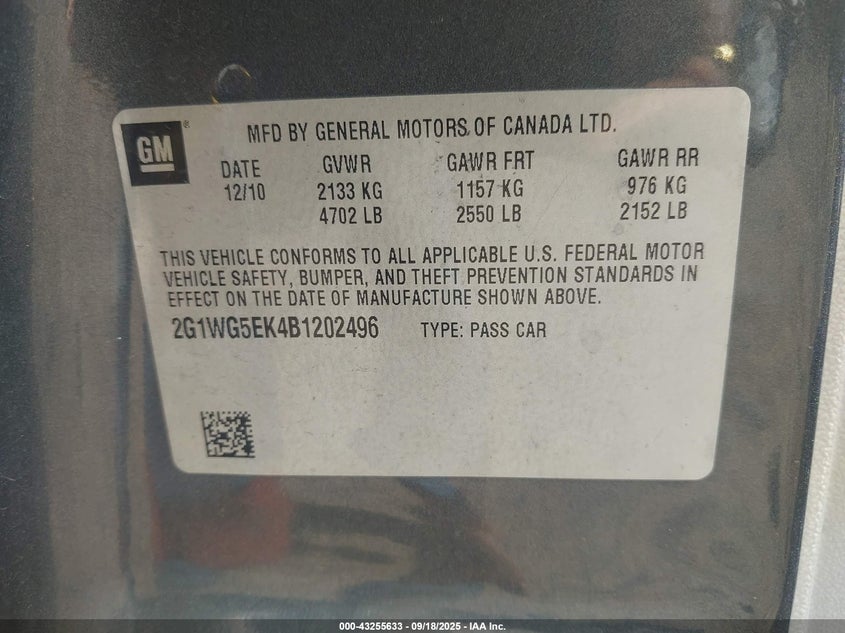 GM®
MFD BY GENERAL MOTORS OF CANADA LTD.
DATE GVWR GAWR FRT GAWR RR
12/10 2133 KG 1157 KG 976 KG
4702 LB 2550 LB 2152 LB
THIS VEHICLE CONFORMS TO ALL APPLICABLE U.S. FEDERAL MOTOR
VEHICLE SAFETY, BUMPER, AND THEFT PREVENTION STANDARDS IN
EFFECT ON THE DATE OF MANUFACTURE SHOWN ABOVE.
2G1WG5EK4B1202496 TYPE: PASS CAR
000-43255633 - 09/18/2025 - IAA Inc.